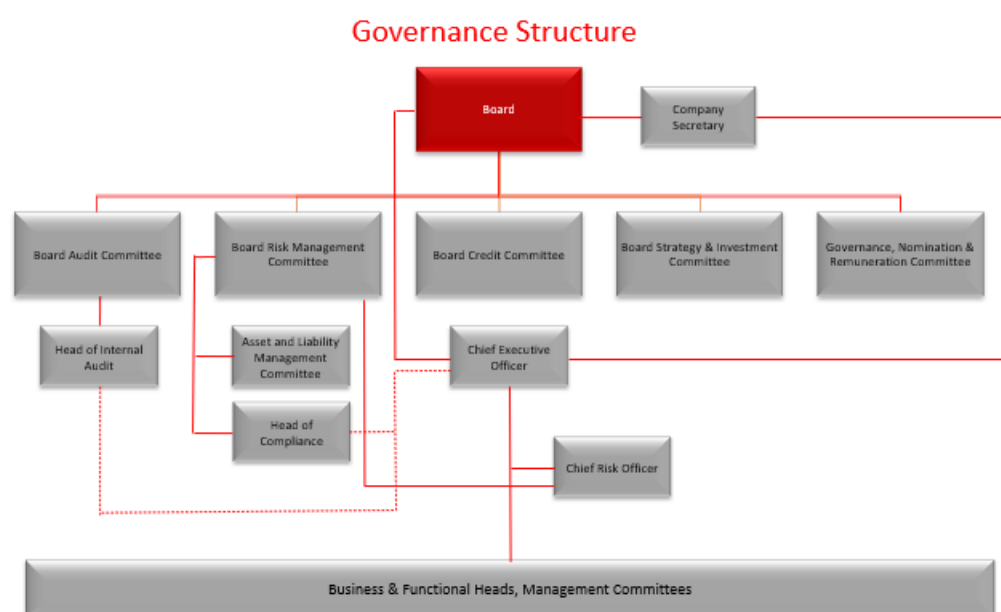 Governance Structure
Board
Company
Secretary
Board Audit Committee
Board Risk Management
Committee
Board Credit Committee
Board Strategy & Investment
Committee
Governance, Nomination &
Remuneration Committee
Head of Internal
Audit
Asset and Liability
Management
Committee
Chief Executive
Officer
Head of
Compliance
Chief Risk Officer
Business & Functional Heads, Management Committees